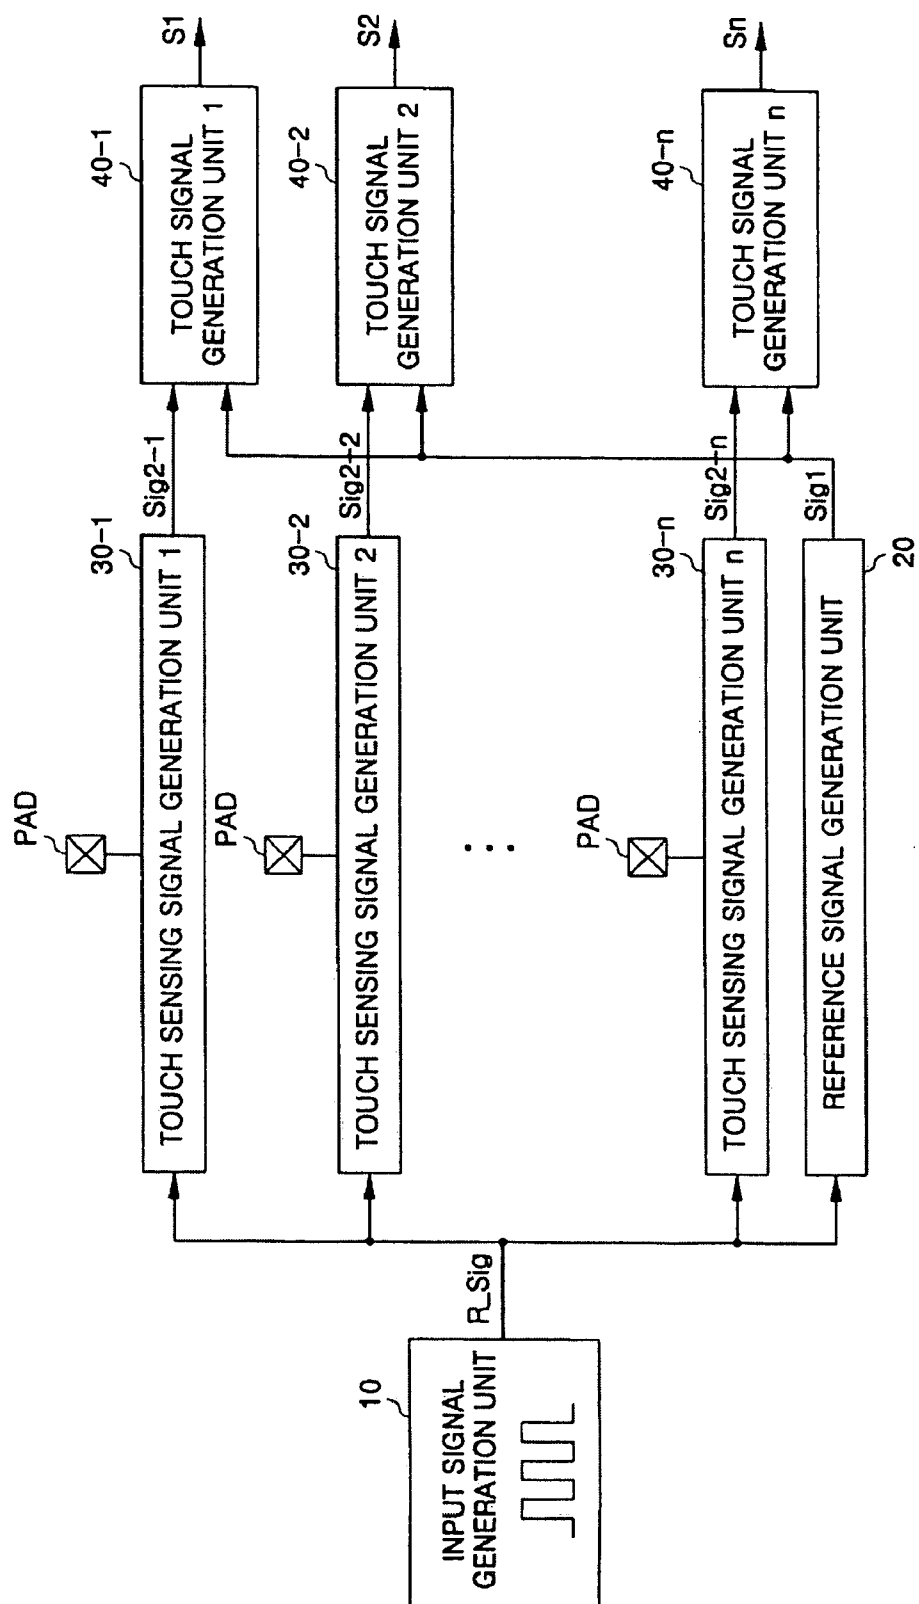 10
INPUT SIGNAL
GENERATION UNIT
R_Sig
PAD
30-1
TOUCH SENSING SIGNAL GENERATION UNIT 1
Sig2-1
40-1
TOUCH SIGNAL
GENERATION UNIT 1
S1
PAD
30-2
TOUCH SENSING SIGNAL GENERATION UNIT 2
Sig2-2
40-2
TOUCH SIGNAL
GENERATION UNIT 2
S2
...
PAD
30-n
TOUCH SENSING SIGNAL GENERATION UNIT n
Sig2-n
40-n
TOUCH SIGNAL
GENERATION UNIT n
Sn
REFERENCE SIGNAL GENERATION UNIT
Sig1
20